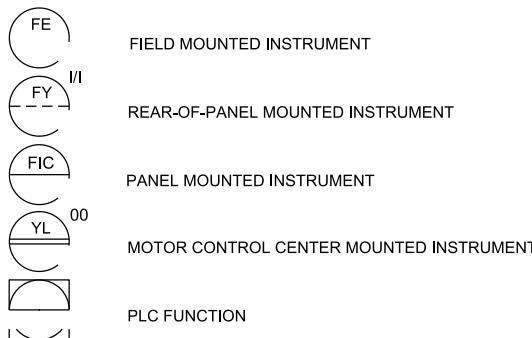 FE
FIELD MOUNTED INSTRUMENT
I/I
FY
REAR-OF-PANEL MOUNTED INSTRUMENT
FIC
PANEL MOUNTED INSTRUMENT
00
YL
MOTOR CONTROL CENTER MOUNTED INSTRUMENT
PLC FUNCTION